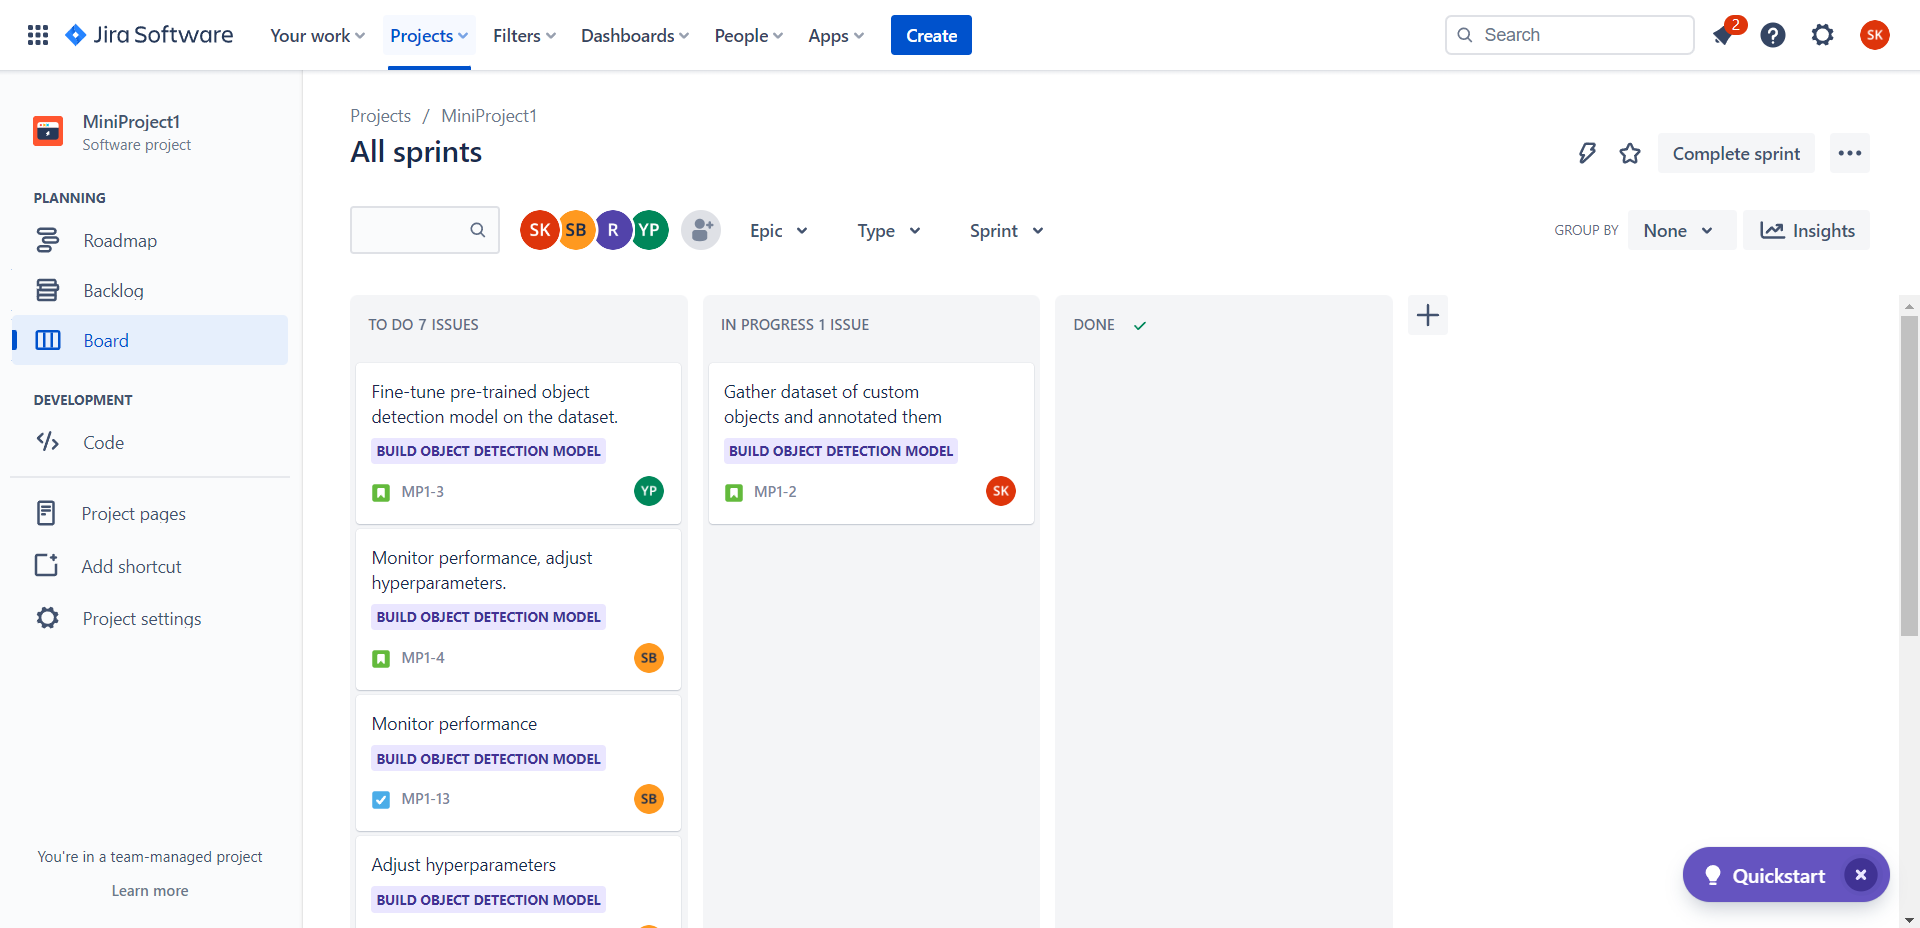 Jira Software
Your work
Projects
Filters
Dashboards
People
Apps
Create
Search
2
SK
MiniProject1
Software project
PLANNING
Roadmap
Backlog
Board
DEVELOPMENT
Code
Project pages
Add shortcut
Project settings
You're in a team-managed project
Learn more
Projects / MiniProject1
All sprints
Complete sprint
SK
SB
R
YP
Epic
Type
Sprint
GROUP BY
None
Insights
TO DO 7 ISSUES
Fine-tune pre-trained object
detection model on the dataset.
BUILD OBJECT DETECTION MODEL
MP1-3
YP
Monitor performance, adjust
hyperparameters.
BUILD OBJECT DETECTION MODEL
MP1-4
SB
Monitor performance
BUILD OBJECT DETECTION MODEL
MP1-13
SB
Adjust hyperparameters
BUILD OBJECT DETECTION MODEL
IN PROGRESS 1 ISSUE
Gather dataset of custom
objects and annotated them
BUILD OBJECT DETECTION MODEL
MP1-2
SK
DONE
Quickstart